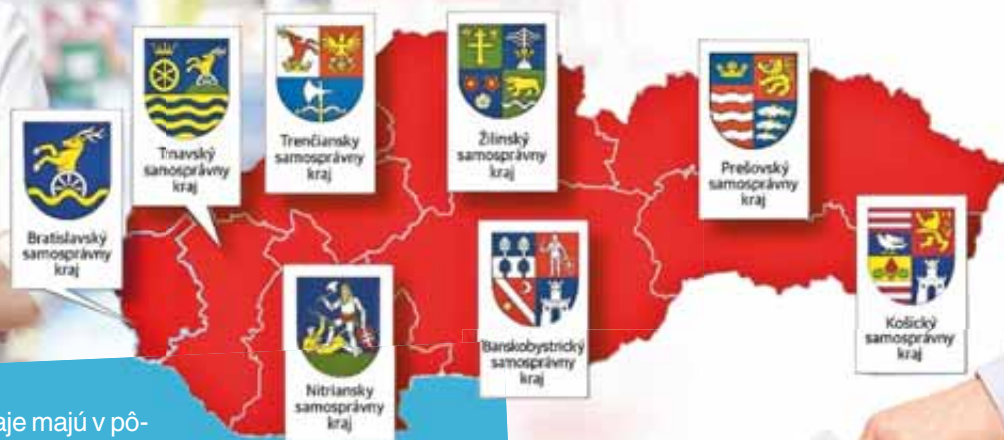 Bratislavský
samosprávny
kraj
Trnavský
samosprávny
kraj
Trenčiansky
samosprávny
kraj
Žilinský
samosprávny
kraj
Prešovský
samosprávny
kraj
Košický
samosprávny
kraj
Banskobystrický
samosprávny
kraj
Nitriansky
samosprávny
kraj
aje majú v pô-